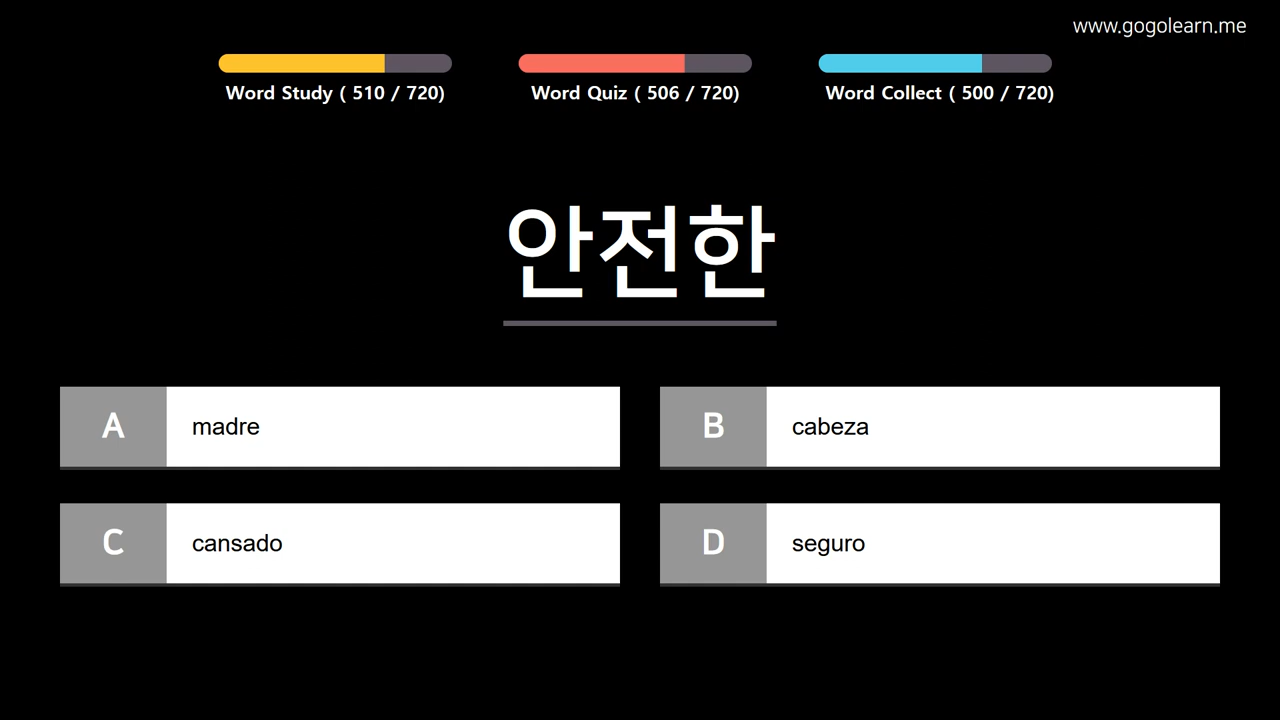 www.gogolearn.me
Word Study ( 510 / 720)
Word Quiz ( 506 / 720)
Word Collect ( 500 / 720)
안전한
A madre
B cabeza
C cansado
D seguro